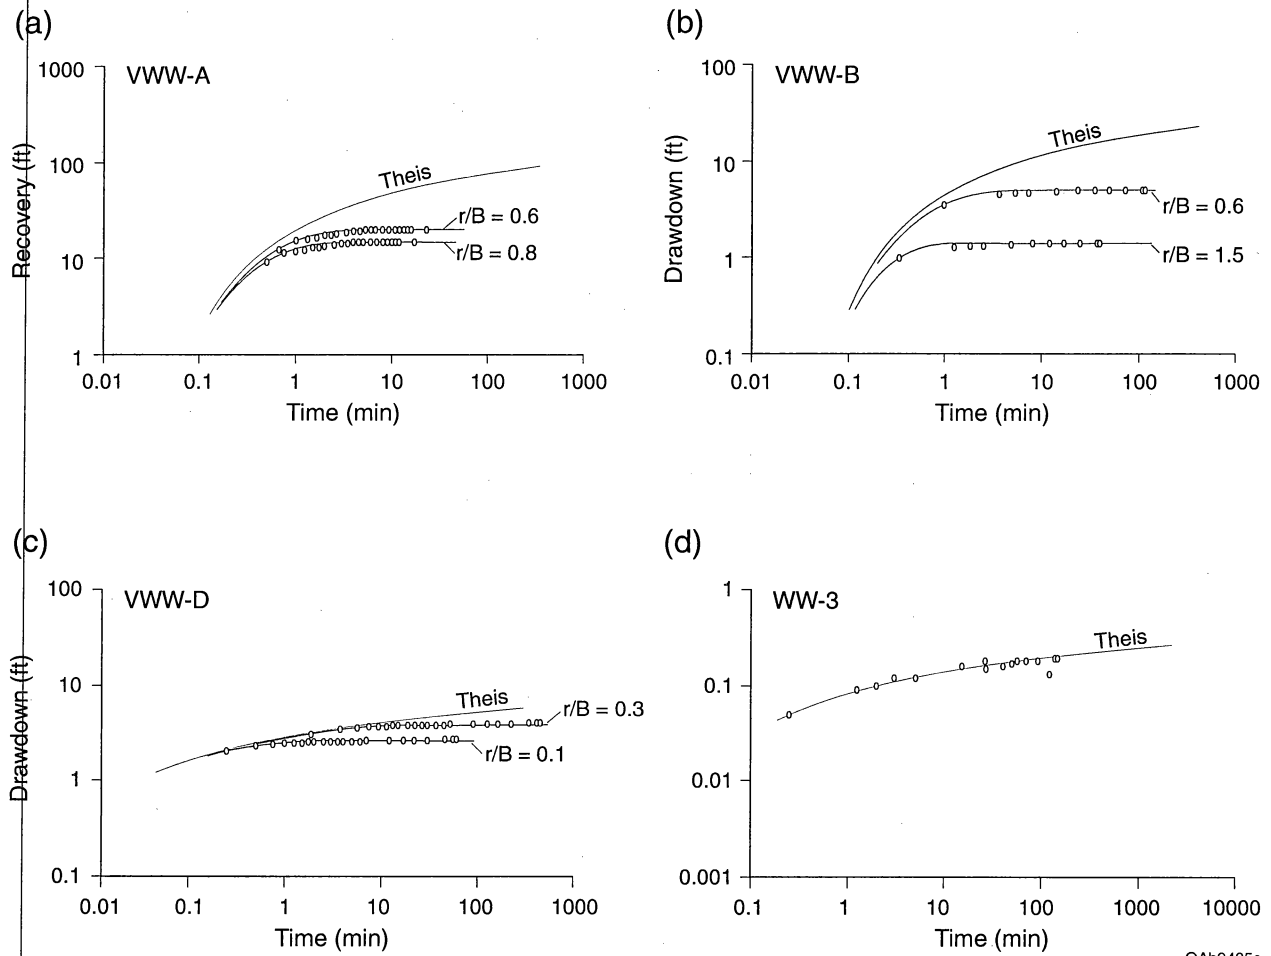 (a)
VWW-A
Recovery (ft)
1000
100
10
1
Theis
r/B = 0.6
r/B = 0.8
0.01 0.1 1 10 100 1000
Time (min)
(b)
VWW-B
Drawdown (ft)
100
10
1
0.1
Theis
r/B = 0.6
r/B = 1.5
0.01 0.1 1 10 100 1000
Time (min)
(c)
VWW-D
Drawdown (ft)
100
10
1
0.1
Theis
r/B = 0.3
r/B = 0.1
0.01 0.1 1 10 100 1000
Time (min)
(d)
WW-3
1
0.1
0.01
0.001
Theis
0.1 1 10 100 1000 10000
Time (min)